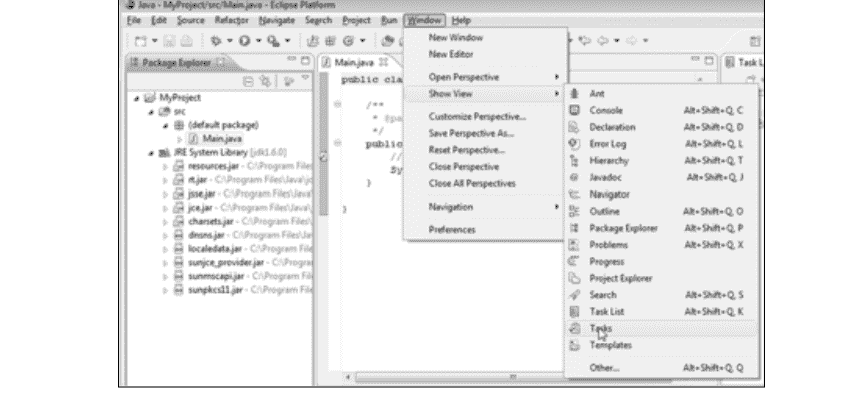 Java - MyProject/src/Main.java - Eclipse Platform
File Edit Source Refactor Navigate Search Project Run Window Help
Package Explorer
Main.java
Task L
MyProject
src
(default package)
Main.java
JRE System Library [jdk1.6.0]
resources.jar - C:\Program Files
rt.jar - C:\Program Files\Java\j
jsse.jar - C:\Program Files\Java
jce.jar - C:\Program Files\Java\
charsets.jar - C:\Program Files\
dnsns.jar - C:\Program Files\Ja
localedata.jar - C:\Program File
sunjce_provider.jar - C:\Progra
sunmscapi.jar - C:\Program File
sunpkcs11.jar - C:\Program File
public cla
/**
* @pa
*/
public
//
Sy
}
}
New Window
New Editor
Open Perspective
Show View
Customize Perspective...
Save Perspective As...
Reset Perspective...
Close Perspective
Close All Perspectives
Navigation
Preferences
Ant
Console Alt+Shift+Q, C
Declaration Alt+Shift+Q, D
Error Log Alt+Shift+Q, L
Hierarchy Alt+Shift+Q, T
Javadoc Alt+Shift+Q, J
Navigator
Outline Alt+Shift+Q, O
Package Explorer Alt+Shift+Q, P
Problems Alt+Shift+Q, X
Progress
Project Explorer
Search Alt+Shift+Q, S
Task List Alt+Shift+Q, K
Tasks
Templates
Other... Alt+Shift+Q, Q